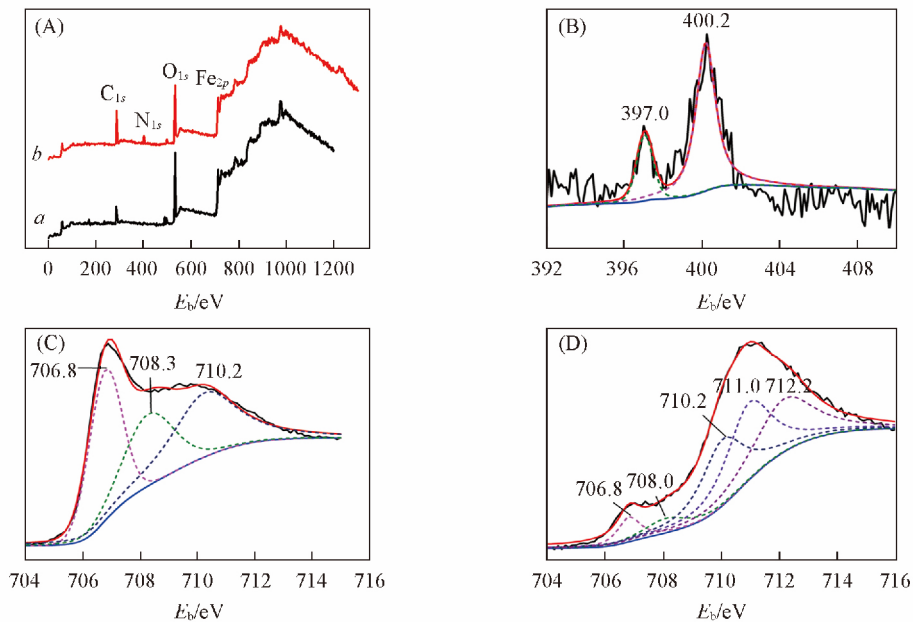 (A)
C1s
N1s
O1s
Fe2p
b
a
0 200 400 600 800 1000 1200
Eb/eV
(B)
397.0
400.2
392 396 400 404 408
Eb/eV
(C)
706.8
708.3
710.2
704 706 708 710 712 714 716
Eb/eV
(D)
706.8
708.0
710.2
711.0
712.2
704 706 708 710 712 714 716
Eb/eV